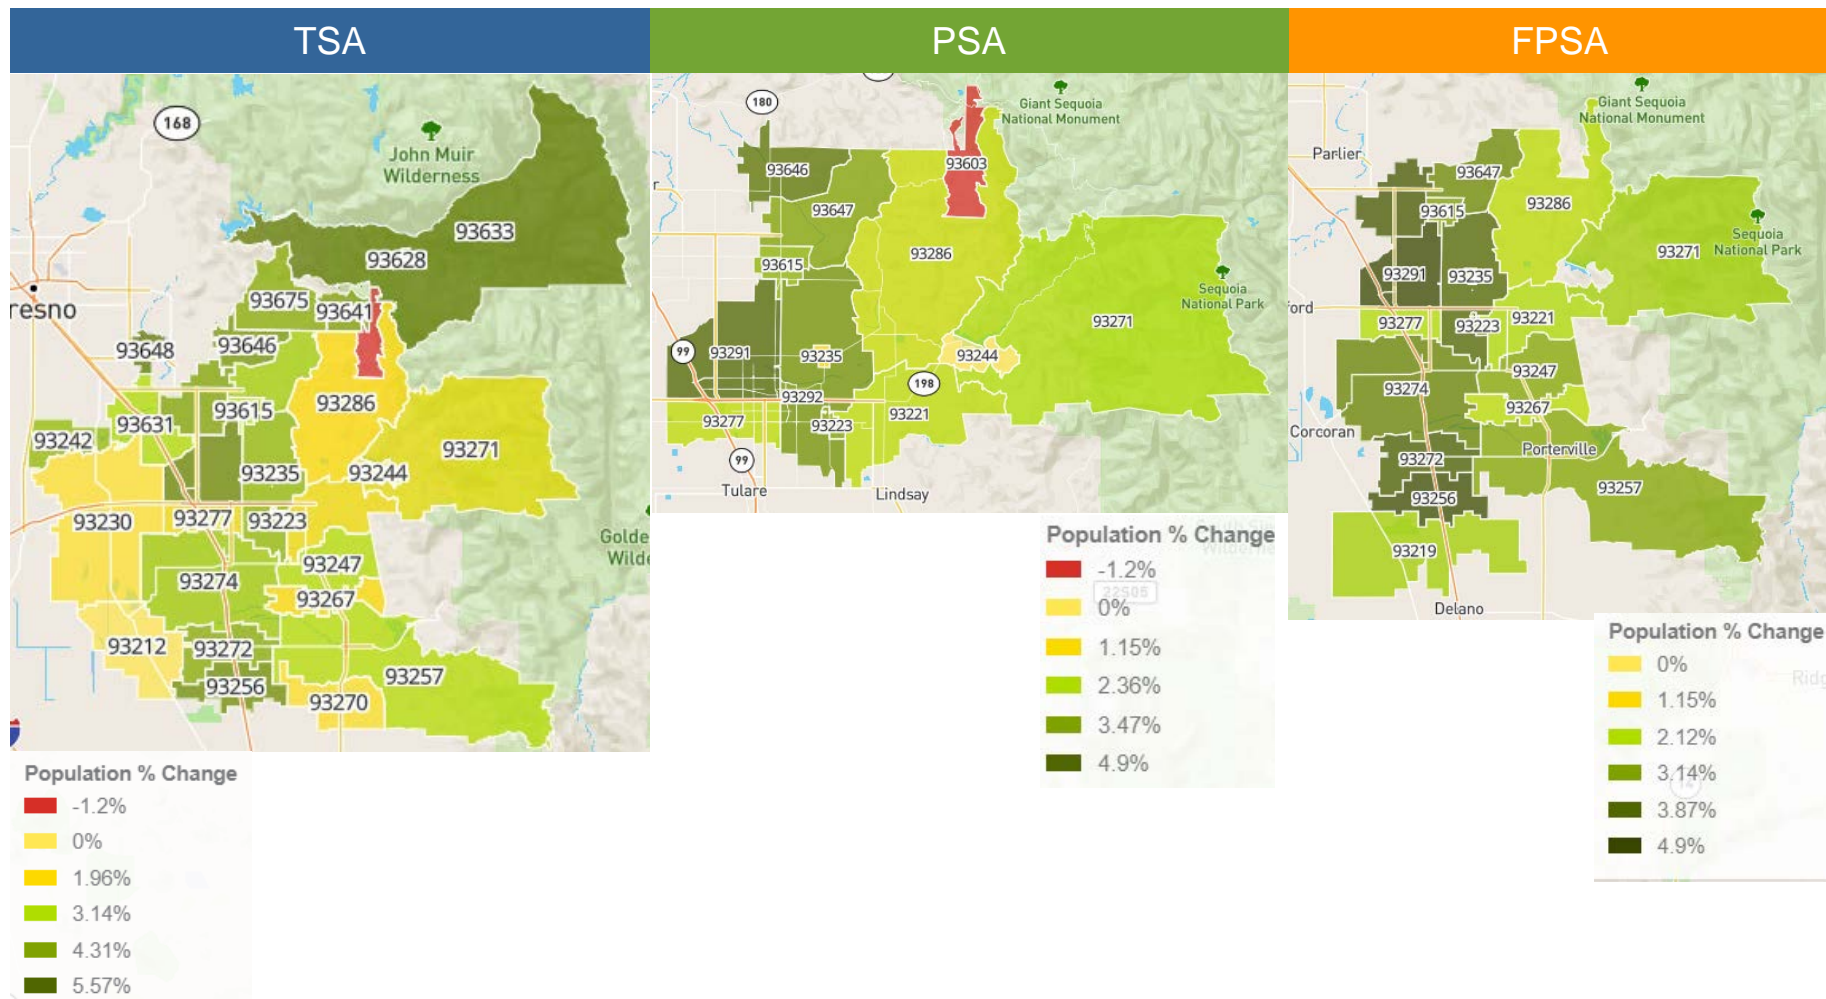 TSA
PSA
FPSA
168
John Muir
Wilderness
93633
93628
resno
93675
93641
93648
93646
93286
93615
93631
93242
93271
93235
93244
93230
93277
93223
Golde
Wilde
93247
93274
93267
93212
93272
93256
93257
93270
Population % Change
-1.2%
0%
1.96%
3.14%
4.31%
5.57%
180
Giant Sequoia
National Monument
r
93646
93603
93647
93286
93615
Sequoia
National Park
93271
99
93291
93235
93244
198
93292
93221
93277
93223
99
Tulare
Lindsay
Population % Change
-1.2%
22S05
0%
1.15%
2.36%
3.47%
4.9%
Giant Sequoia
National Monument
Parlier
93647
93286
93615
Sequoia
National Park
93271
93291
93235
ford
93277
93223
93221
93247
93274
93267
Corcoran
Porterville
93272
93257
93256
93219
Delano
Population % Change
0%
Ridg
1.15%
2.12%
3.14%
14
3.87%
4.9%